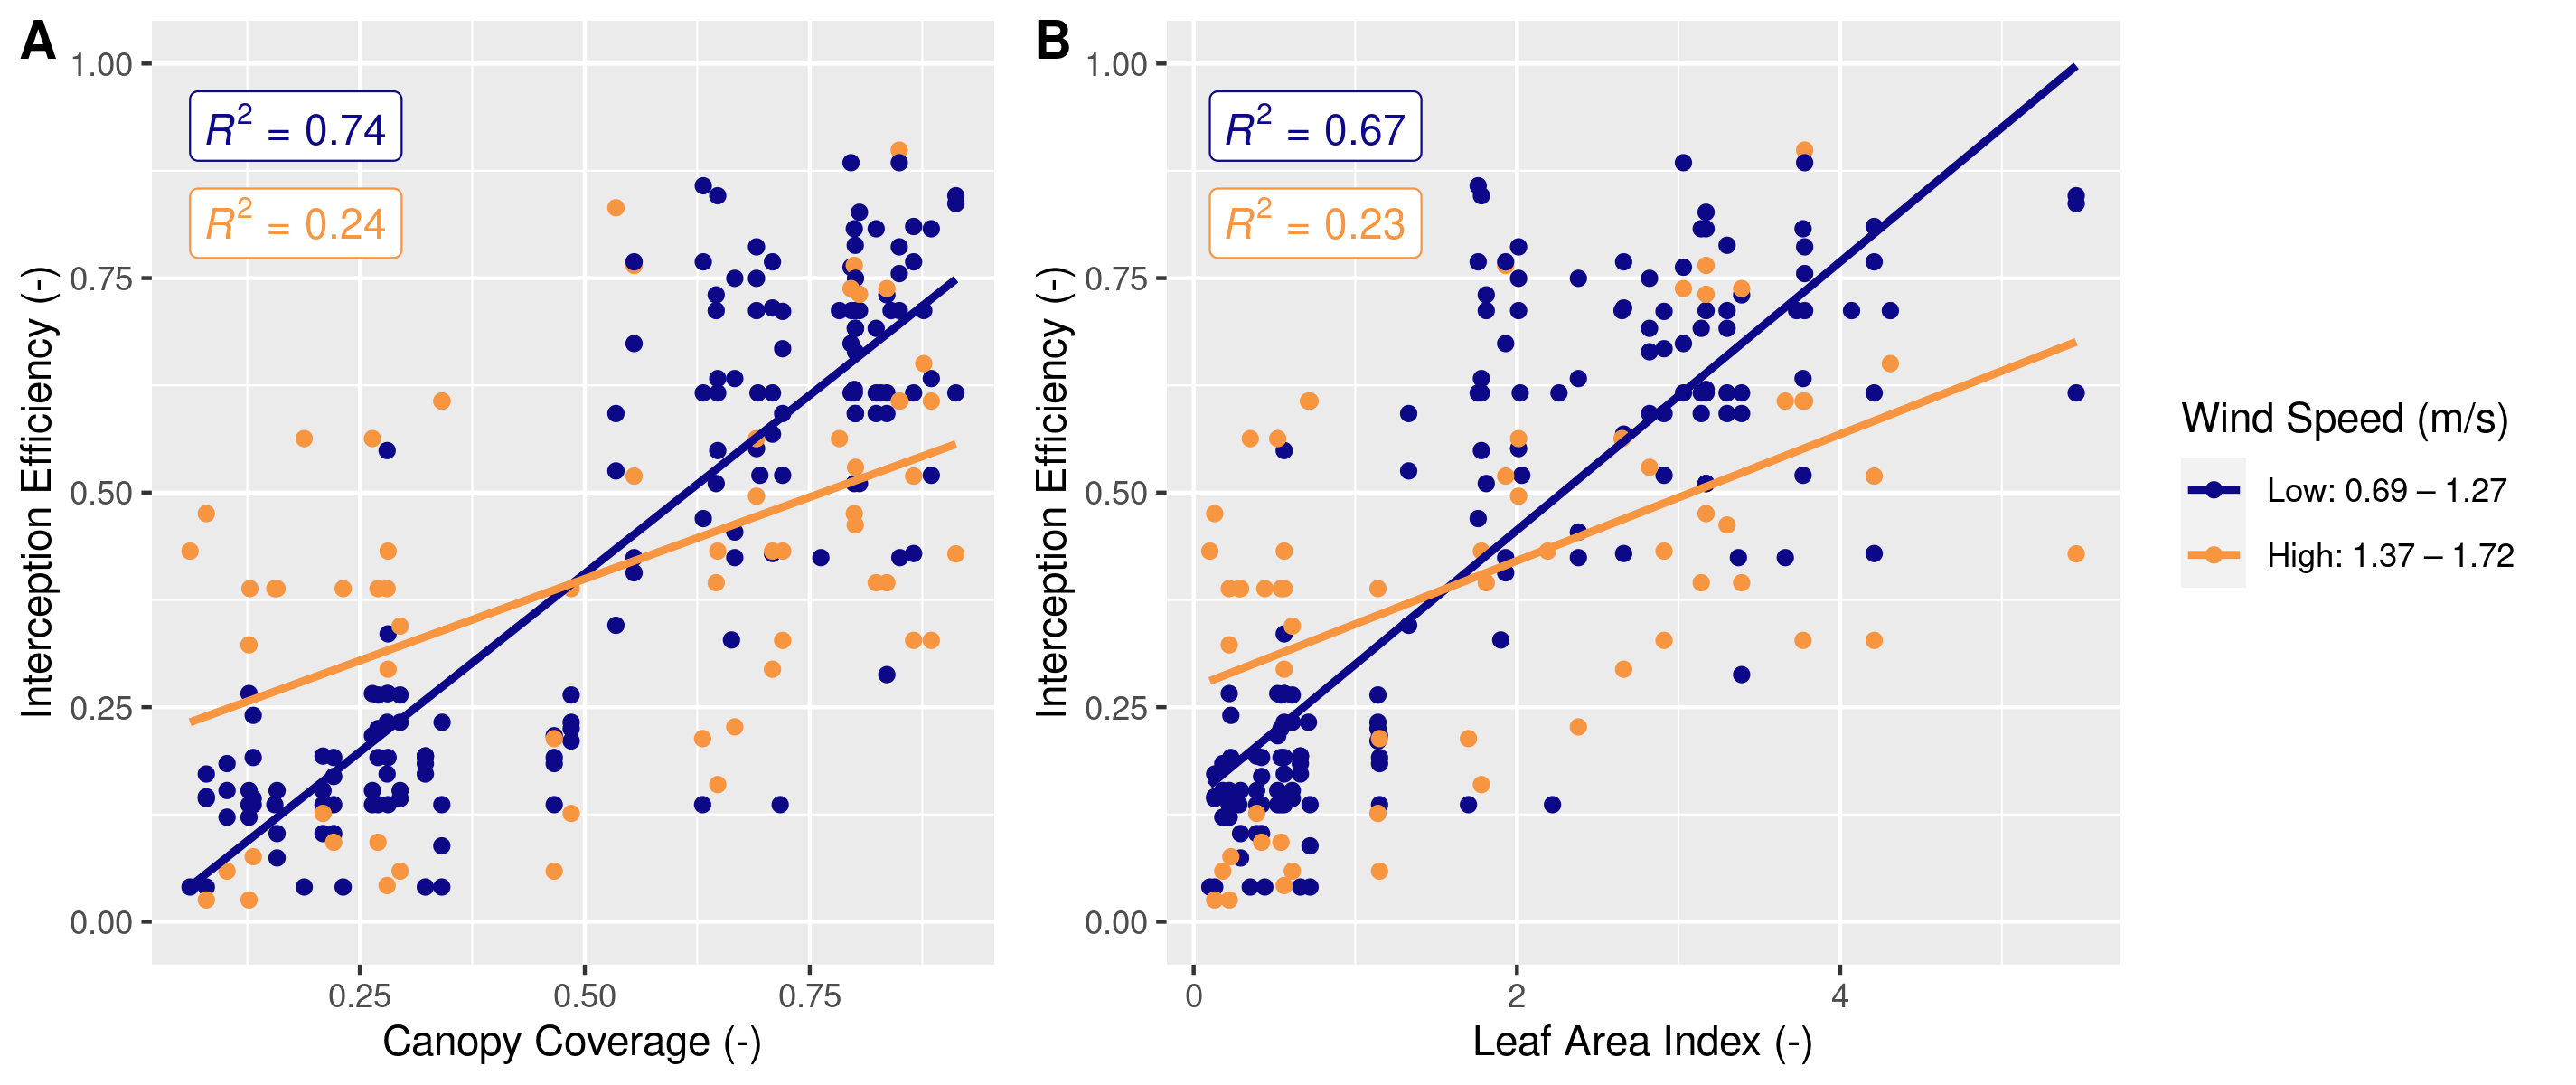 A
R² = 0.74
R² = 0.24
1.00
0.75
0.50
0.25
0.00
Interception Efficiency (-)
0.25 0.50 0.75
Canopy Coverage (-)
B
R² = 0.67
R² = 0.23
1.00
0.75
0.50
0.25
0.00
Interception Efficiency (-)
0 2 4
Leaf Area Index (-)
Wind Speed (m/s)
Low: 0.69 – 1.27
High: 1.37 – 1.72